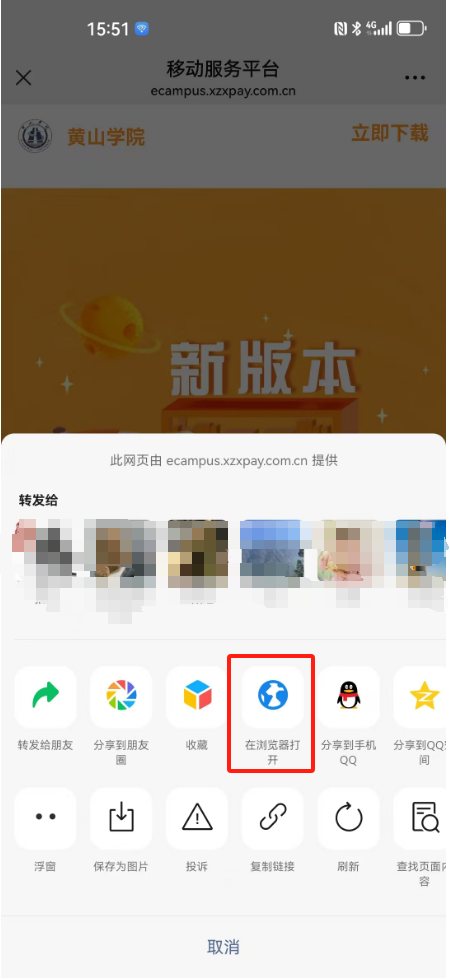 15:51
4G
移动服务平台
ecampus.xzxpay.com.cn
黄山学院
立即下载
新版本
此网页由 ecampus.xzxpay.com.cn 提供
转发给
转发给朋友
分享到朋友
圈
收藏
在浏览器打
开
分享到手机
QQ
分享到QQ空
间
浮窗
保存为图片
投诉
复制链接
刷新
查找页面内
容
取消